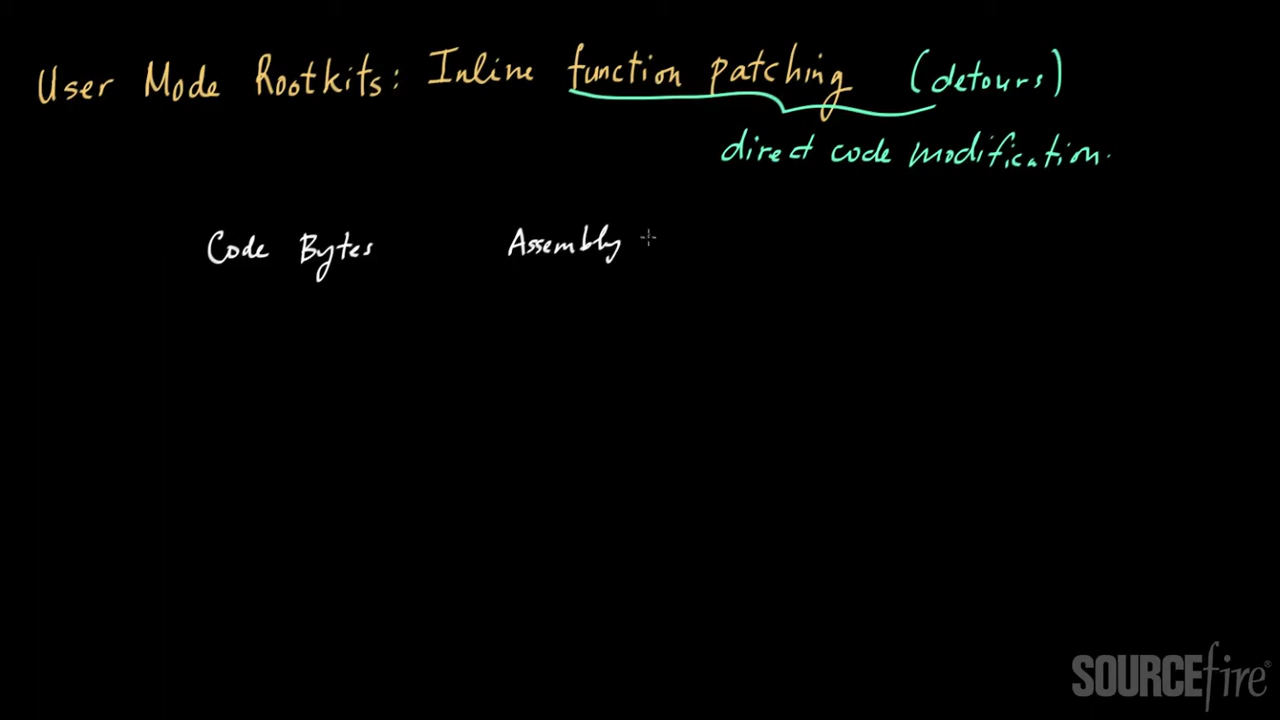 User Mode Rootkits: Inline function patching (detours)
direct code modification.
Code Bytes Assembly
SOURCEfire®